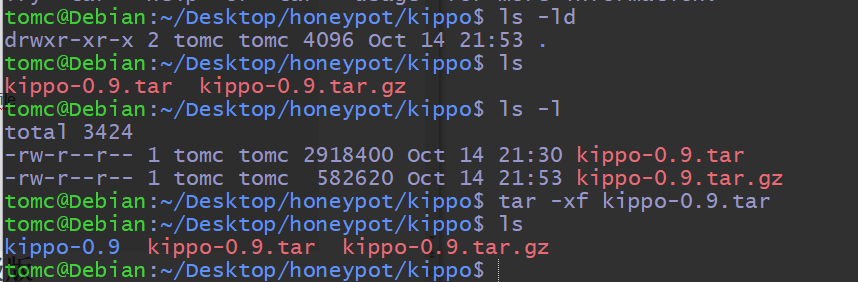 tomc@Debian:~/Desktop/honeypot/kippo$ ls -ld
drwxr-xr-x 2 tomc tomc 4096 Oct 14 21:53 .
tomc@Debian:~/Desktop/honeypot/kippo$ ls
kippo-0.9.tar  kippo-0.9.tar.gz
tomc@Debian:~/Desktop/honeypot/kippo$ ls -l
total 3424
-rw-r--r-- 1 tomc tomc 2918400 Oct 14 21:30 kippo-0.9.tar
-rw-r--r-- 1 tomc tomc  582620 Oct 14 21:53 kippo-0.9.tar.gz
tomc@Debian:~/Desktop/honeypot/kippo$ tar -xf kippo-0.9.tar
tomc@Debian:~/Desktop/honeypot/kippo$ ls
kippo-0.9  kippo-0.9.tar  kippo-0.9.tar.gz
tomc@Debian:~/Desktop/honeypot/kippo$